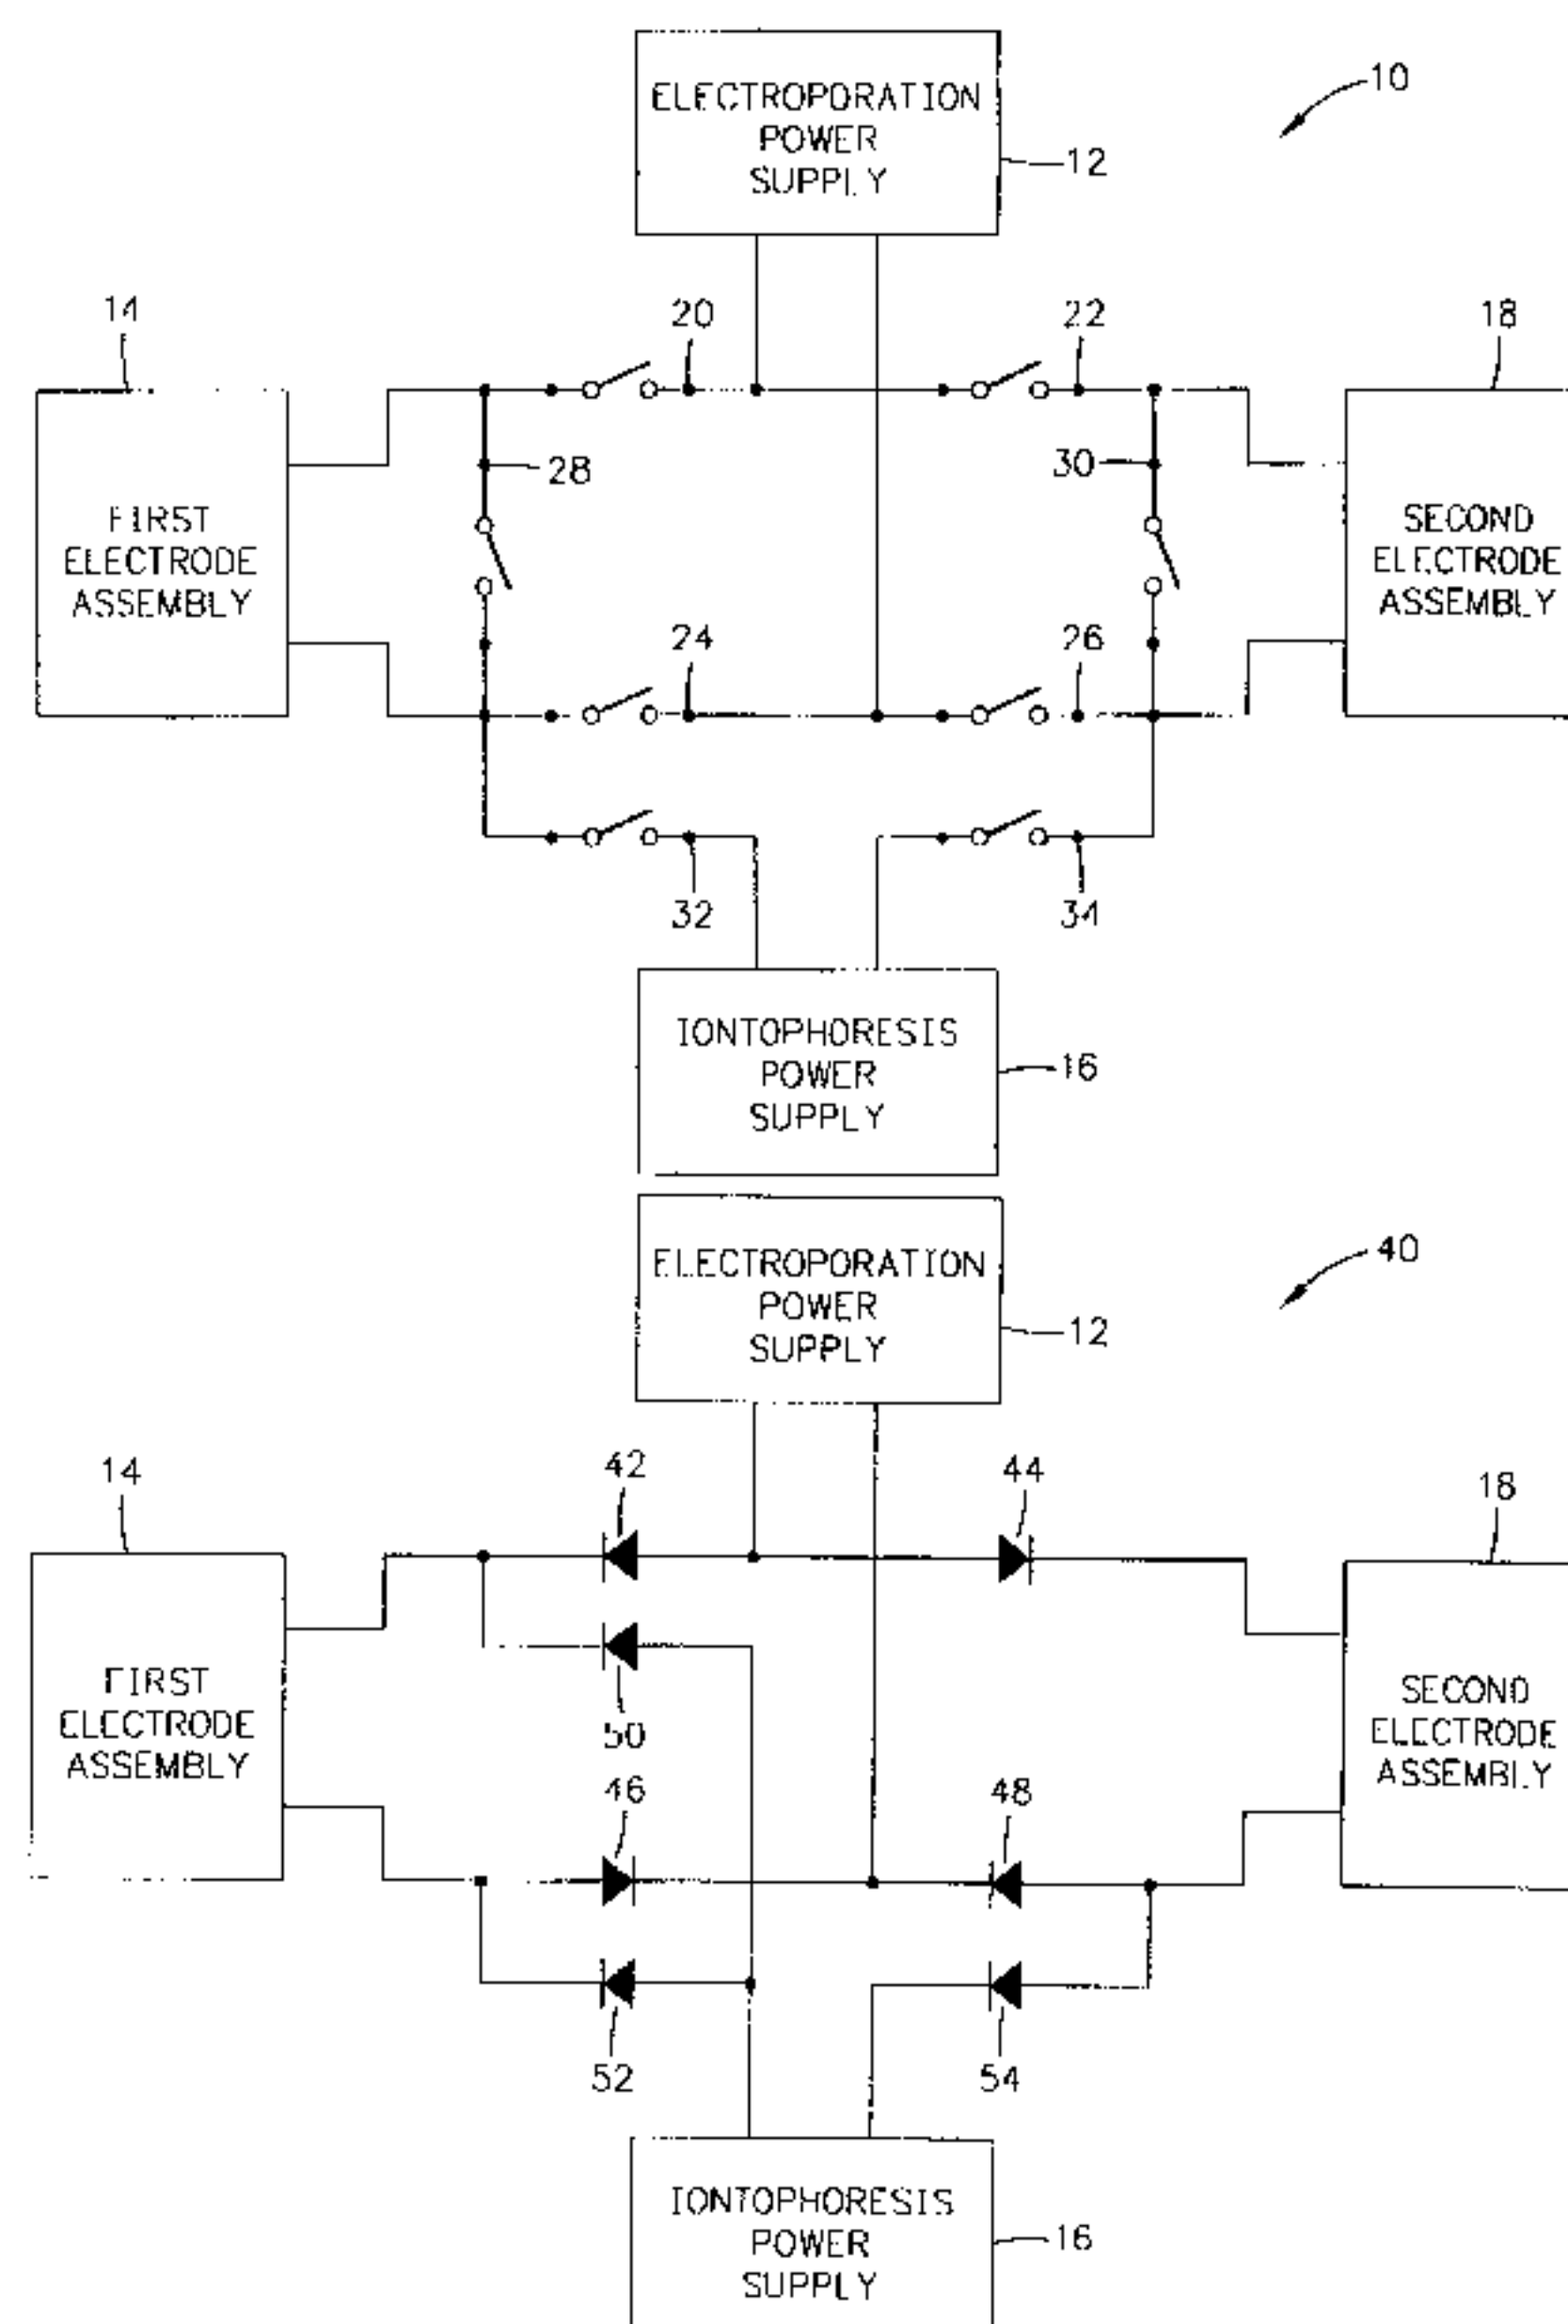 ELECTROPORATION
POWER
SUPPLY
10
12
14
20
22
18
28
30
FIRST
ELECTRODE
ASSEMBLY
SECOND
ELECTRODE
ASSEMBLY
24
26
32
34
IONTOPHORESIS
POWER
SUPPLY
16
ELECTROPORATION
POWER
SUPPLY
40
12
14
42
44
18
FIRST
ELECTRODE
ASSEMBLY
50
SECOND
ELECTRODE
ASSEMBLY
46
48
52
54
IONTOPHORESIS
POWER
SUPPLY
16